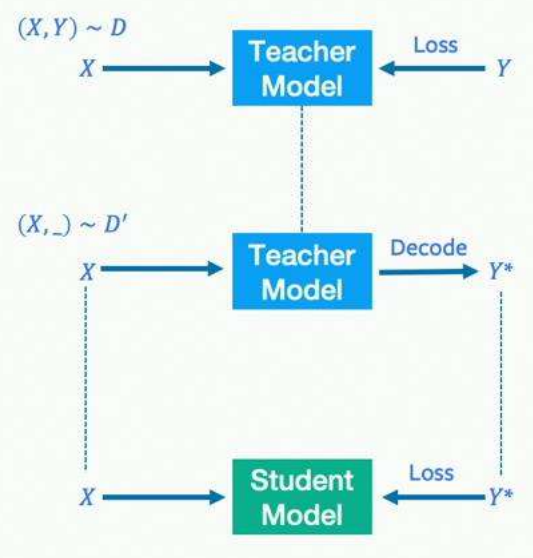 (X, Y) ~ D
X
Teacher
Model
Loss
Y
(X, _) ~ D'
X
Teacher
Model
Decode
Y*
X
Student
Model
Loss
Y*